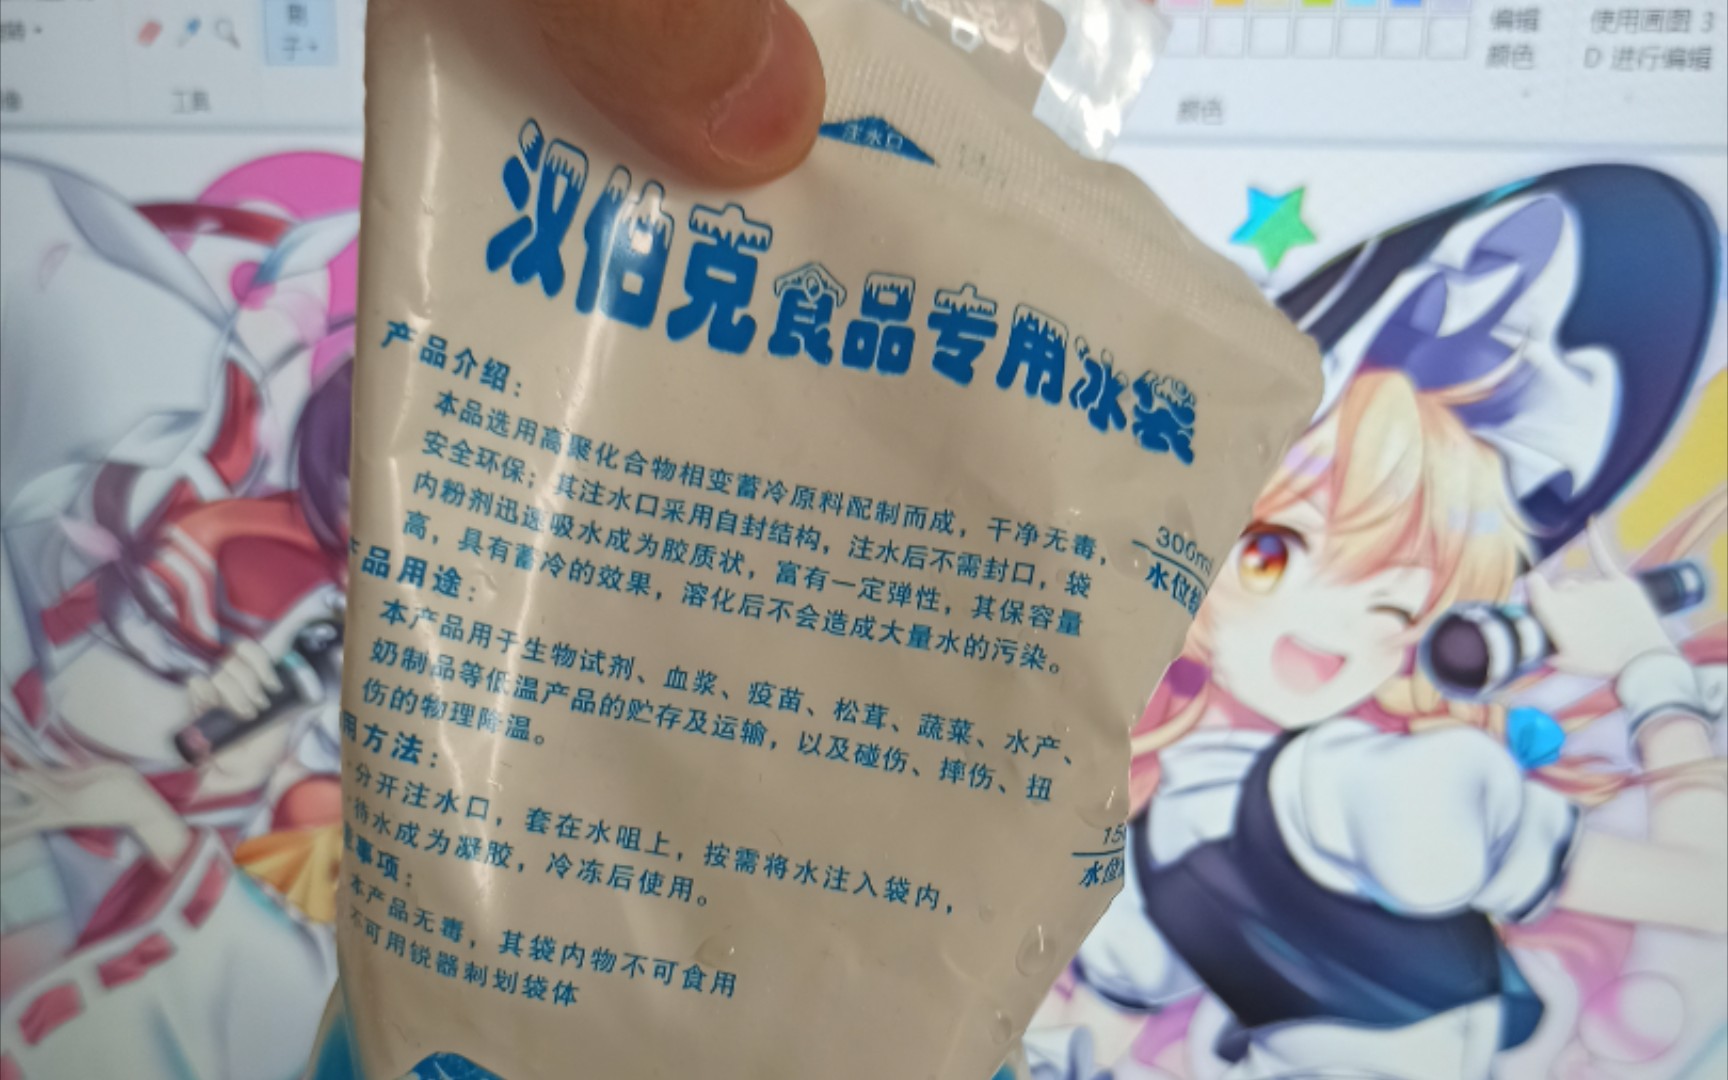 工具
刷
子
颜色
编辑
颜色
使用画图 3
D 进行编辑
注水口
汉伯克食品专用冰袋
产品介绍：
本品选用高聚化合物相变蓄冷原料配制而成，干净无毒，
安全环保；其注水口采用自封结构，注水后不需封口，袋
内粉剂迅速吸水成为胶质状，富有一定弹性，其保容量
高，具有蓄冷的效果，溶化后不会造成大量水的污染。
产品用途：
本产品用于生物试剂、血浆、疫苗、松茸、蔬菜、水产、
奶制品等低温产品的贮存及运输，以及碰伤、摔伤、扭
伤的物理降温。
用方法：
分开注水口，套在水咀上，按需将水注入袋内，
待水成为凝胶，冷冻后使用。
事项：
本产品无毒，其袋内物不可食用
不可用锐器刺划袋体
300ml
水位
15
水位